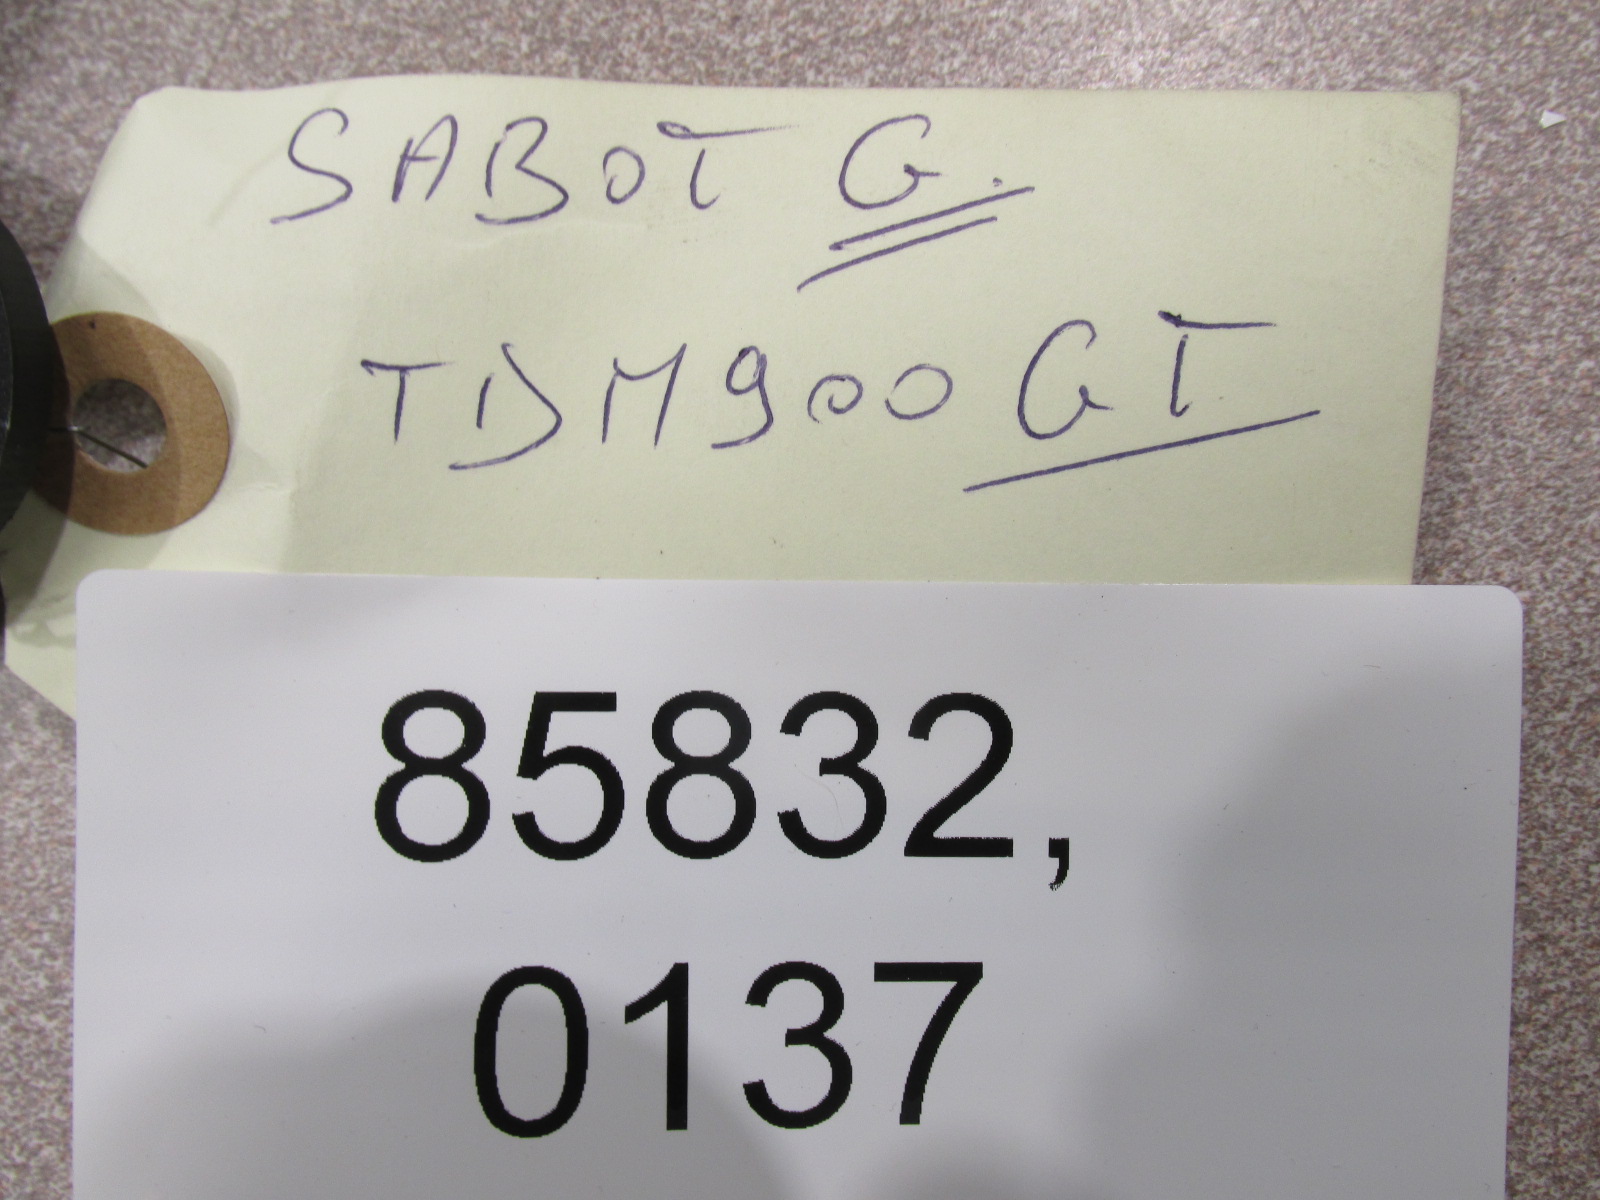 SABOT G.
TDM900 GT
85832,
0137